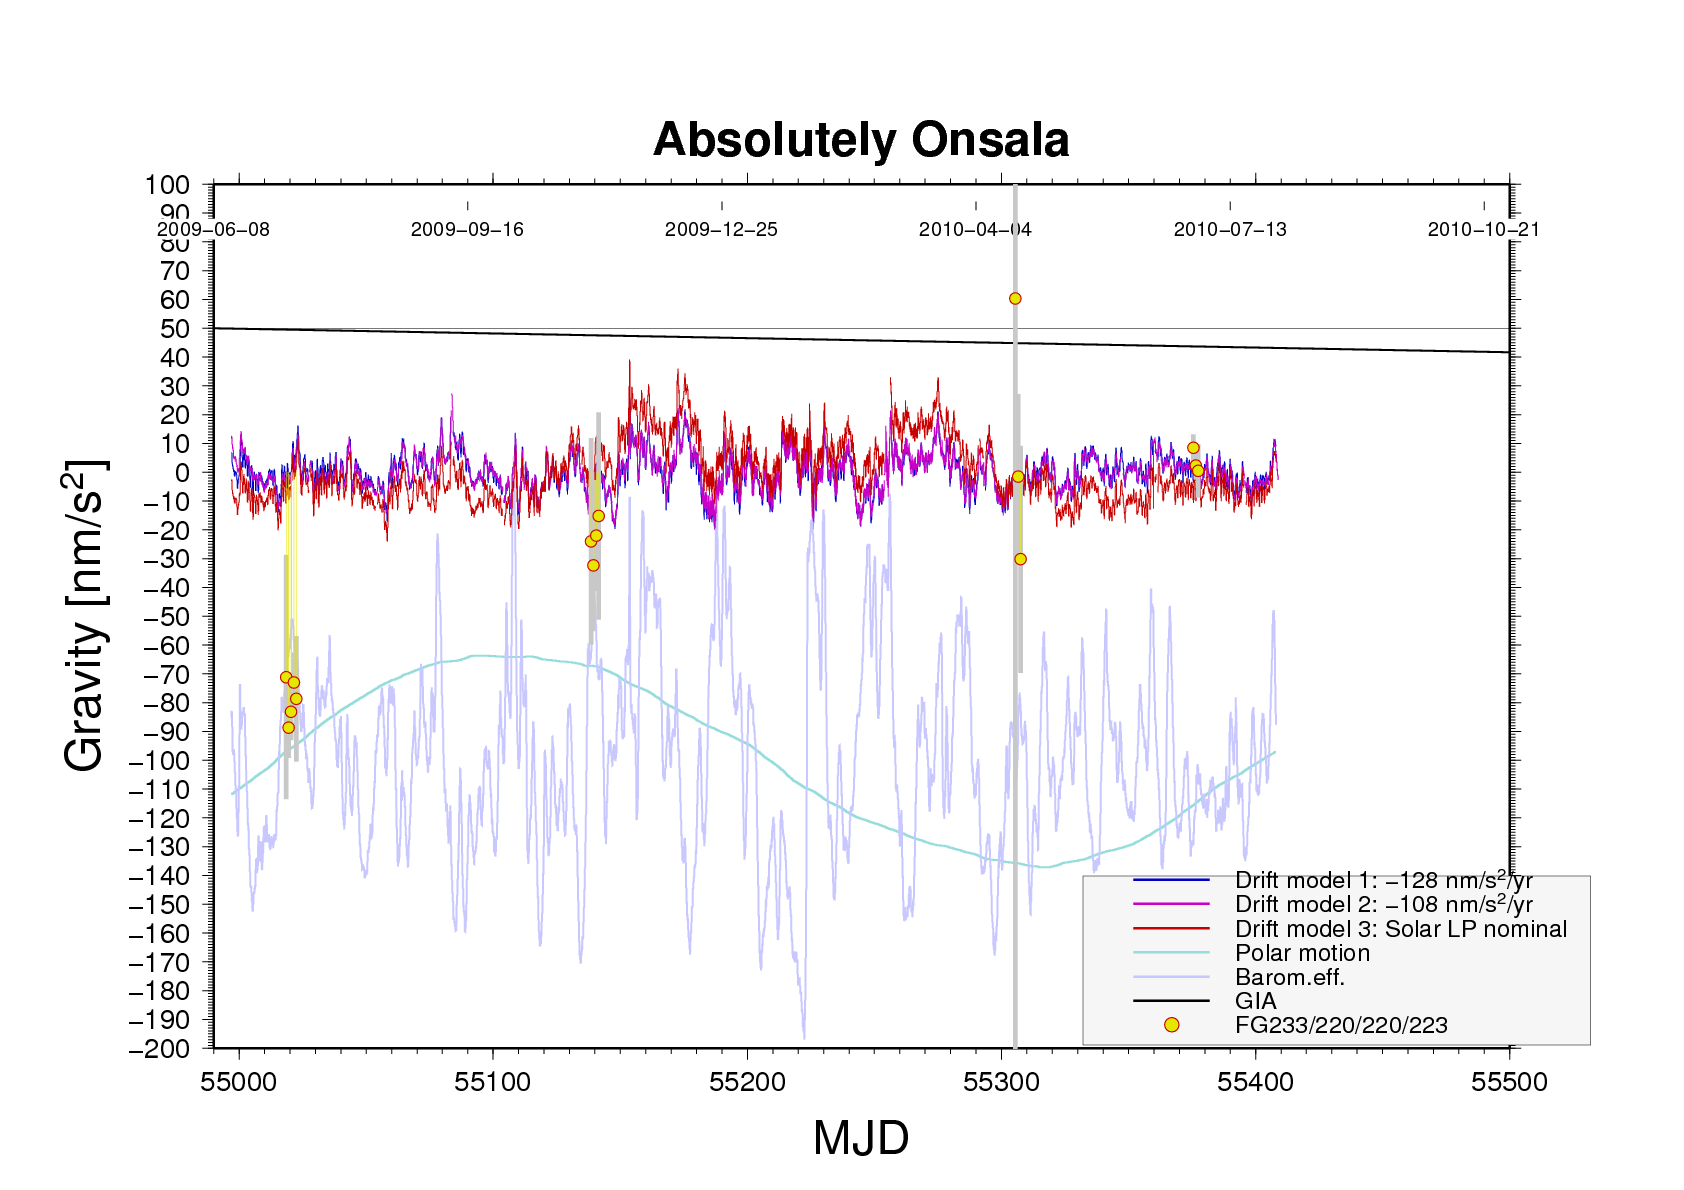 Absolutely Onsala
100
90
2009−06−08 2009−09−16 2009−12−25 2010−04−04 2010−07−13 2010−10−21
80
70
60
50
40
30
20
10
0
−10
−20
−30
−40
−50
−60
−70
−80
−90
−100
−110
−120
−130
−140
−150
−160
−170
−180
−190
−200
Gravity [nm/s²]
55000 55100 55200 55300 55400 55500
MJD
Drift model 1: −128 nm/s²/yr
Drift model 2: −108 nm/s²/yr
Drift model 3: Solar LP nominal
Polar motion
Barom.eff.
GIA
FG233/220/220/223